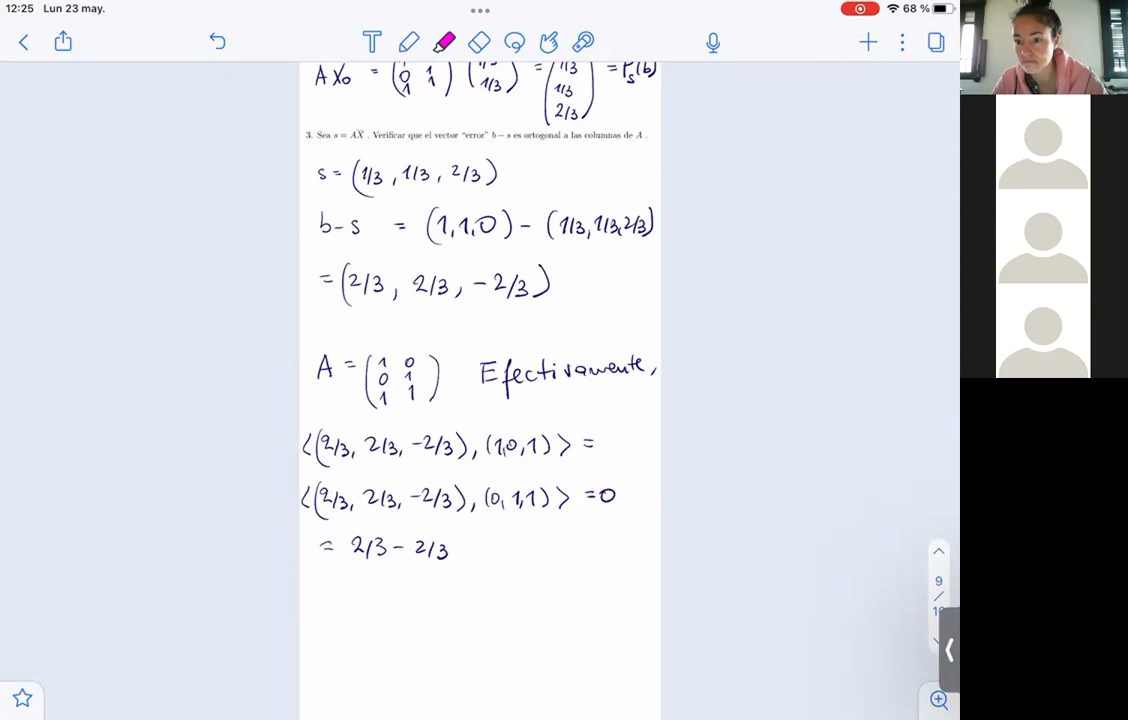 12:25 Lun 23 may.
68 %
T
A X₀ = (0 1 1 1) (1/3) = (1/3 1/3 2/3) = P_S(b)
3. Sea s = AX̄ . Verificar que el vector "error" b − s es ortogonal a las columnas de A .
s = (1/3 , 1/3 , 2/3)
b - s = (1,1,0) - (1/3,1/3,2/3)
= (2/3 , 2/3 , -2/3)
A = (1 0 0 1 1 1) Efectivamente,
<(2/3, 2/3, -2/3), (1,0,1)> =
<(2/3, 2/3, -2/3), (0,1,1)> = 0
= 2/3 - 2/3
9
/